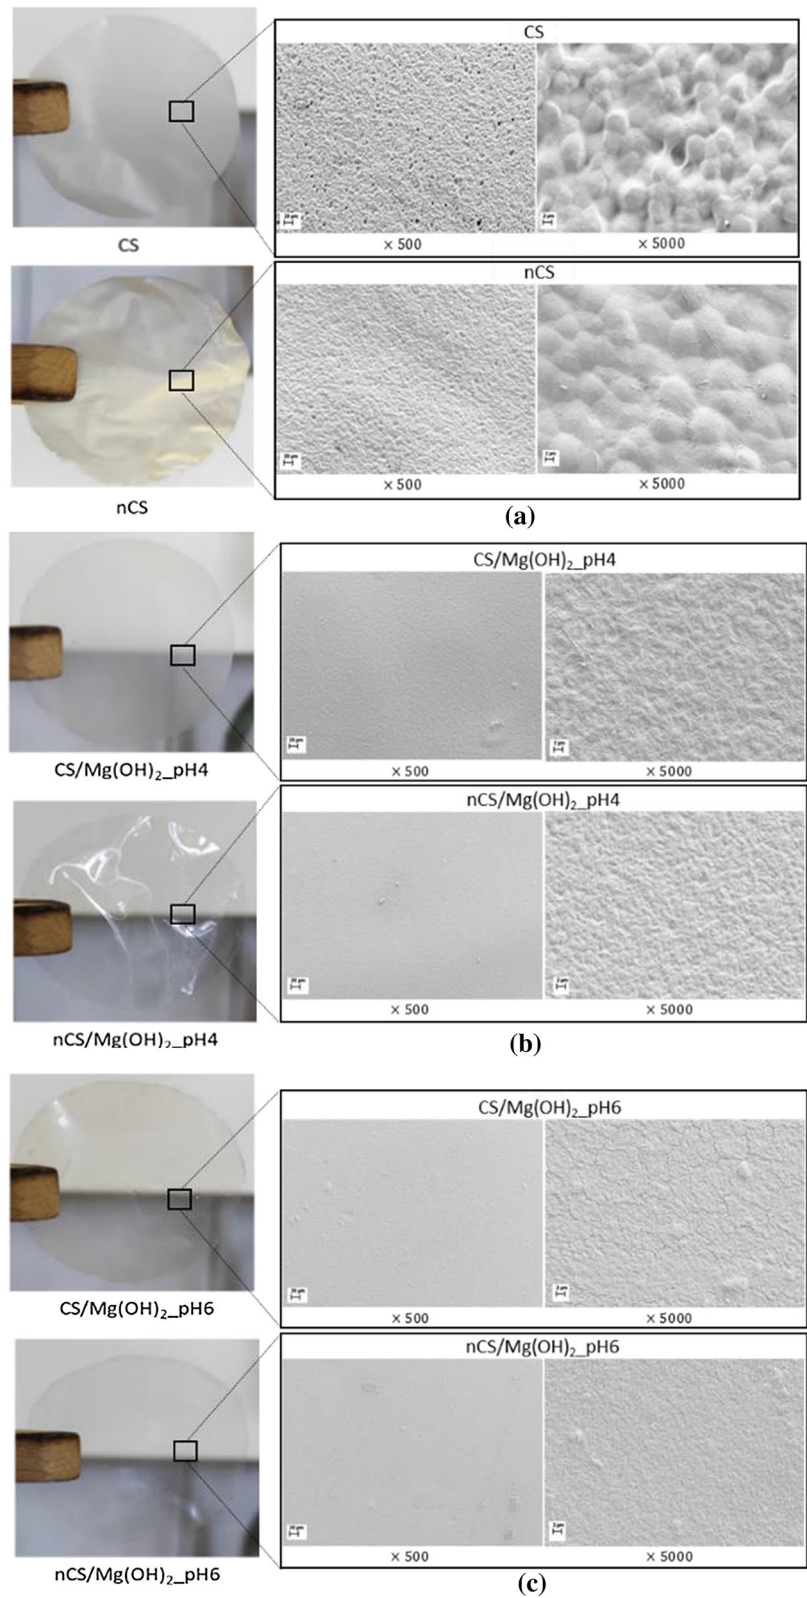 CS
× 500 × 5000
CS
nCS
× 500 × 5000
nCS
(a)
CS/Mg(OH)₂_pH4
× 500 × 5000
CS/Mg(OH)₂_pH4
nCS/Mg(OH)₂_pH4
× 500 × 5000
nCS/Mg(OH)₂_pH4
(b)
CS/Mg(OH)₂_pH6
× 500 × 5000
CS/Mg(OH)₂_pH6
nCS/Mg(OH)₂_pH6
× 500 × 5000
nCS/Mg(OH)₂_pH6
(c)